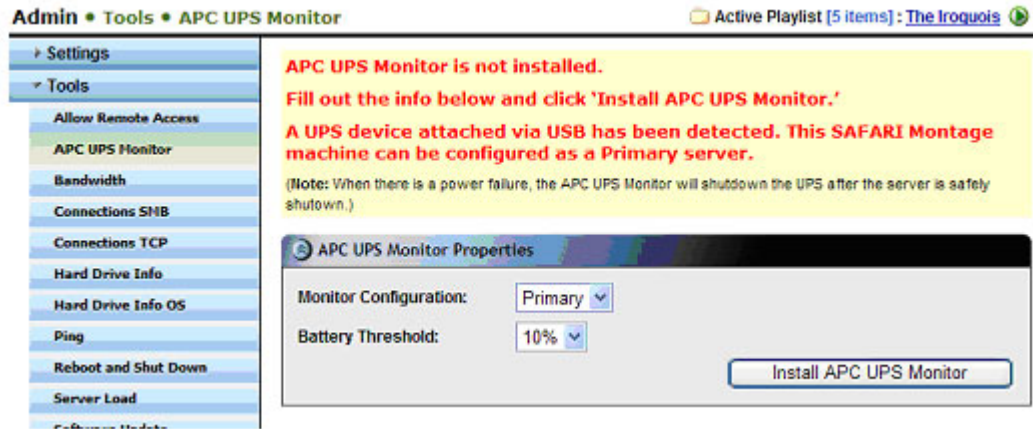 Admin • Tools • APC UPS Monitor
Active Playlist [5 items] : The Iroquois
Settings
Tools
Allow Remote Access
APC UPS Monitor
Bandwidth
Connections SMB
Connections TCP
Hard Drive Info
Hard Drive Info OS
Ping
Reboot and Shut Down
Server Load
Software Update
APC UPS Monitor is not installed.
Fill out the info below and click ‘Install APC UPS Monitor.’
A UPS device attached via USB has been detected. This SAFARI Montage
machine can be configured as a Primary server.
(Note: When there is a power failure, the APC UPS Monitor will shutdown the UPS after the server is safely
shutown.)
APC UPS Monitor Properties
Monitor Configuration: Primary
Battery Threshold: 10%
Install APC UPS Monitor